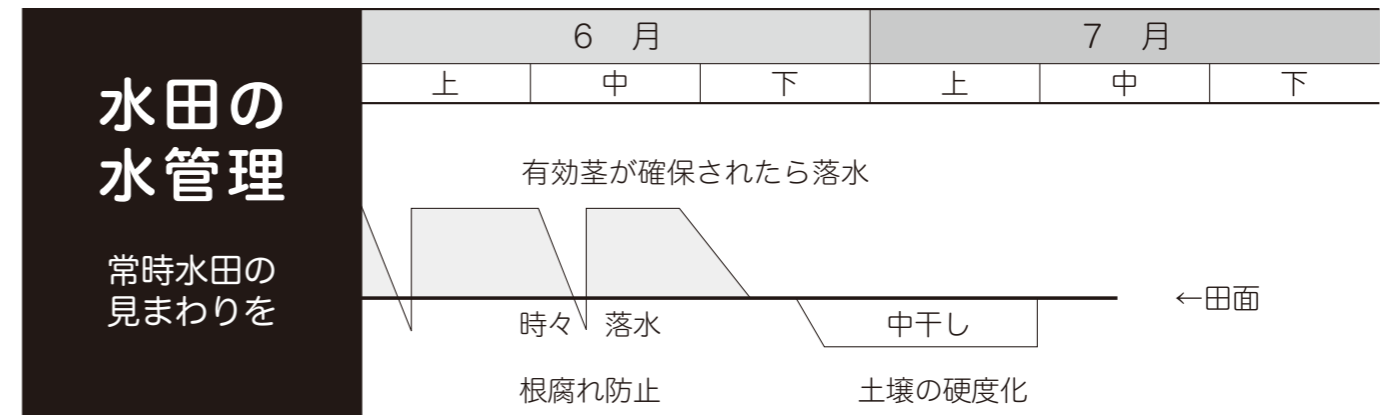 水田の
水管理
常時水田の
見まわりを
6 月
7 月
上
中
下
上
中
下
有効茎が確保されたら落水
←田面
時々 落水
中干し
根腐れ防止
土壌の硬度化